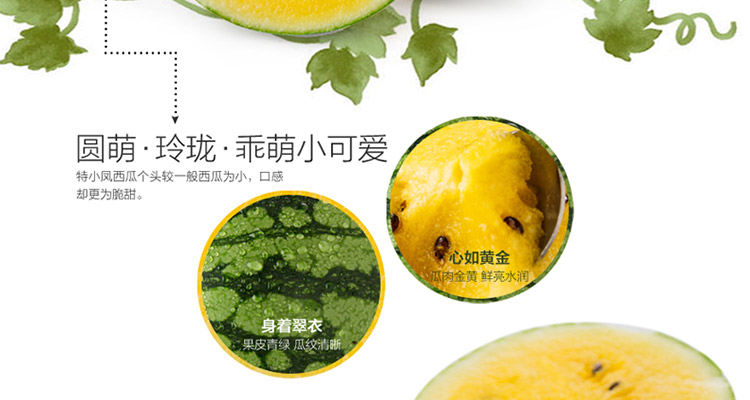 圆萌·玲珑·乖萌小可爱
特小凤西瓜个头较一般西瓜为小，口感
却更为脆甜。
心如黄金
瓜肉金黄 鲜亮水润
身着翠衣
果皮青绿 瓜纹清晰